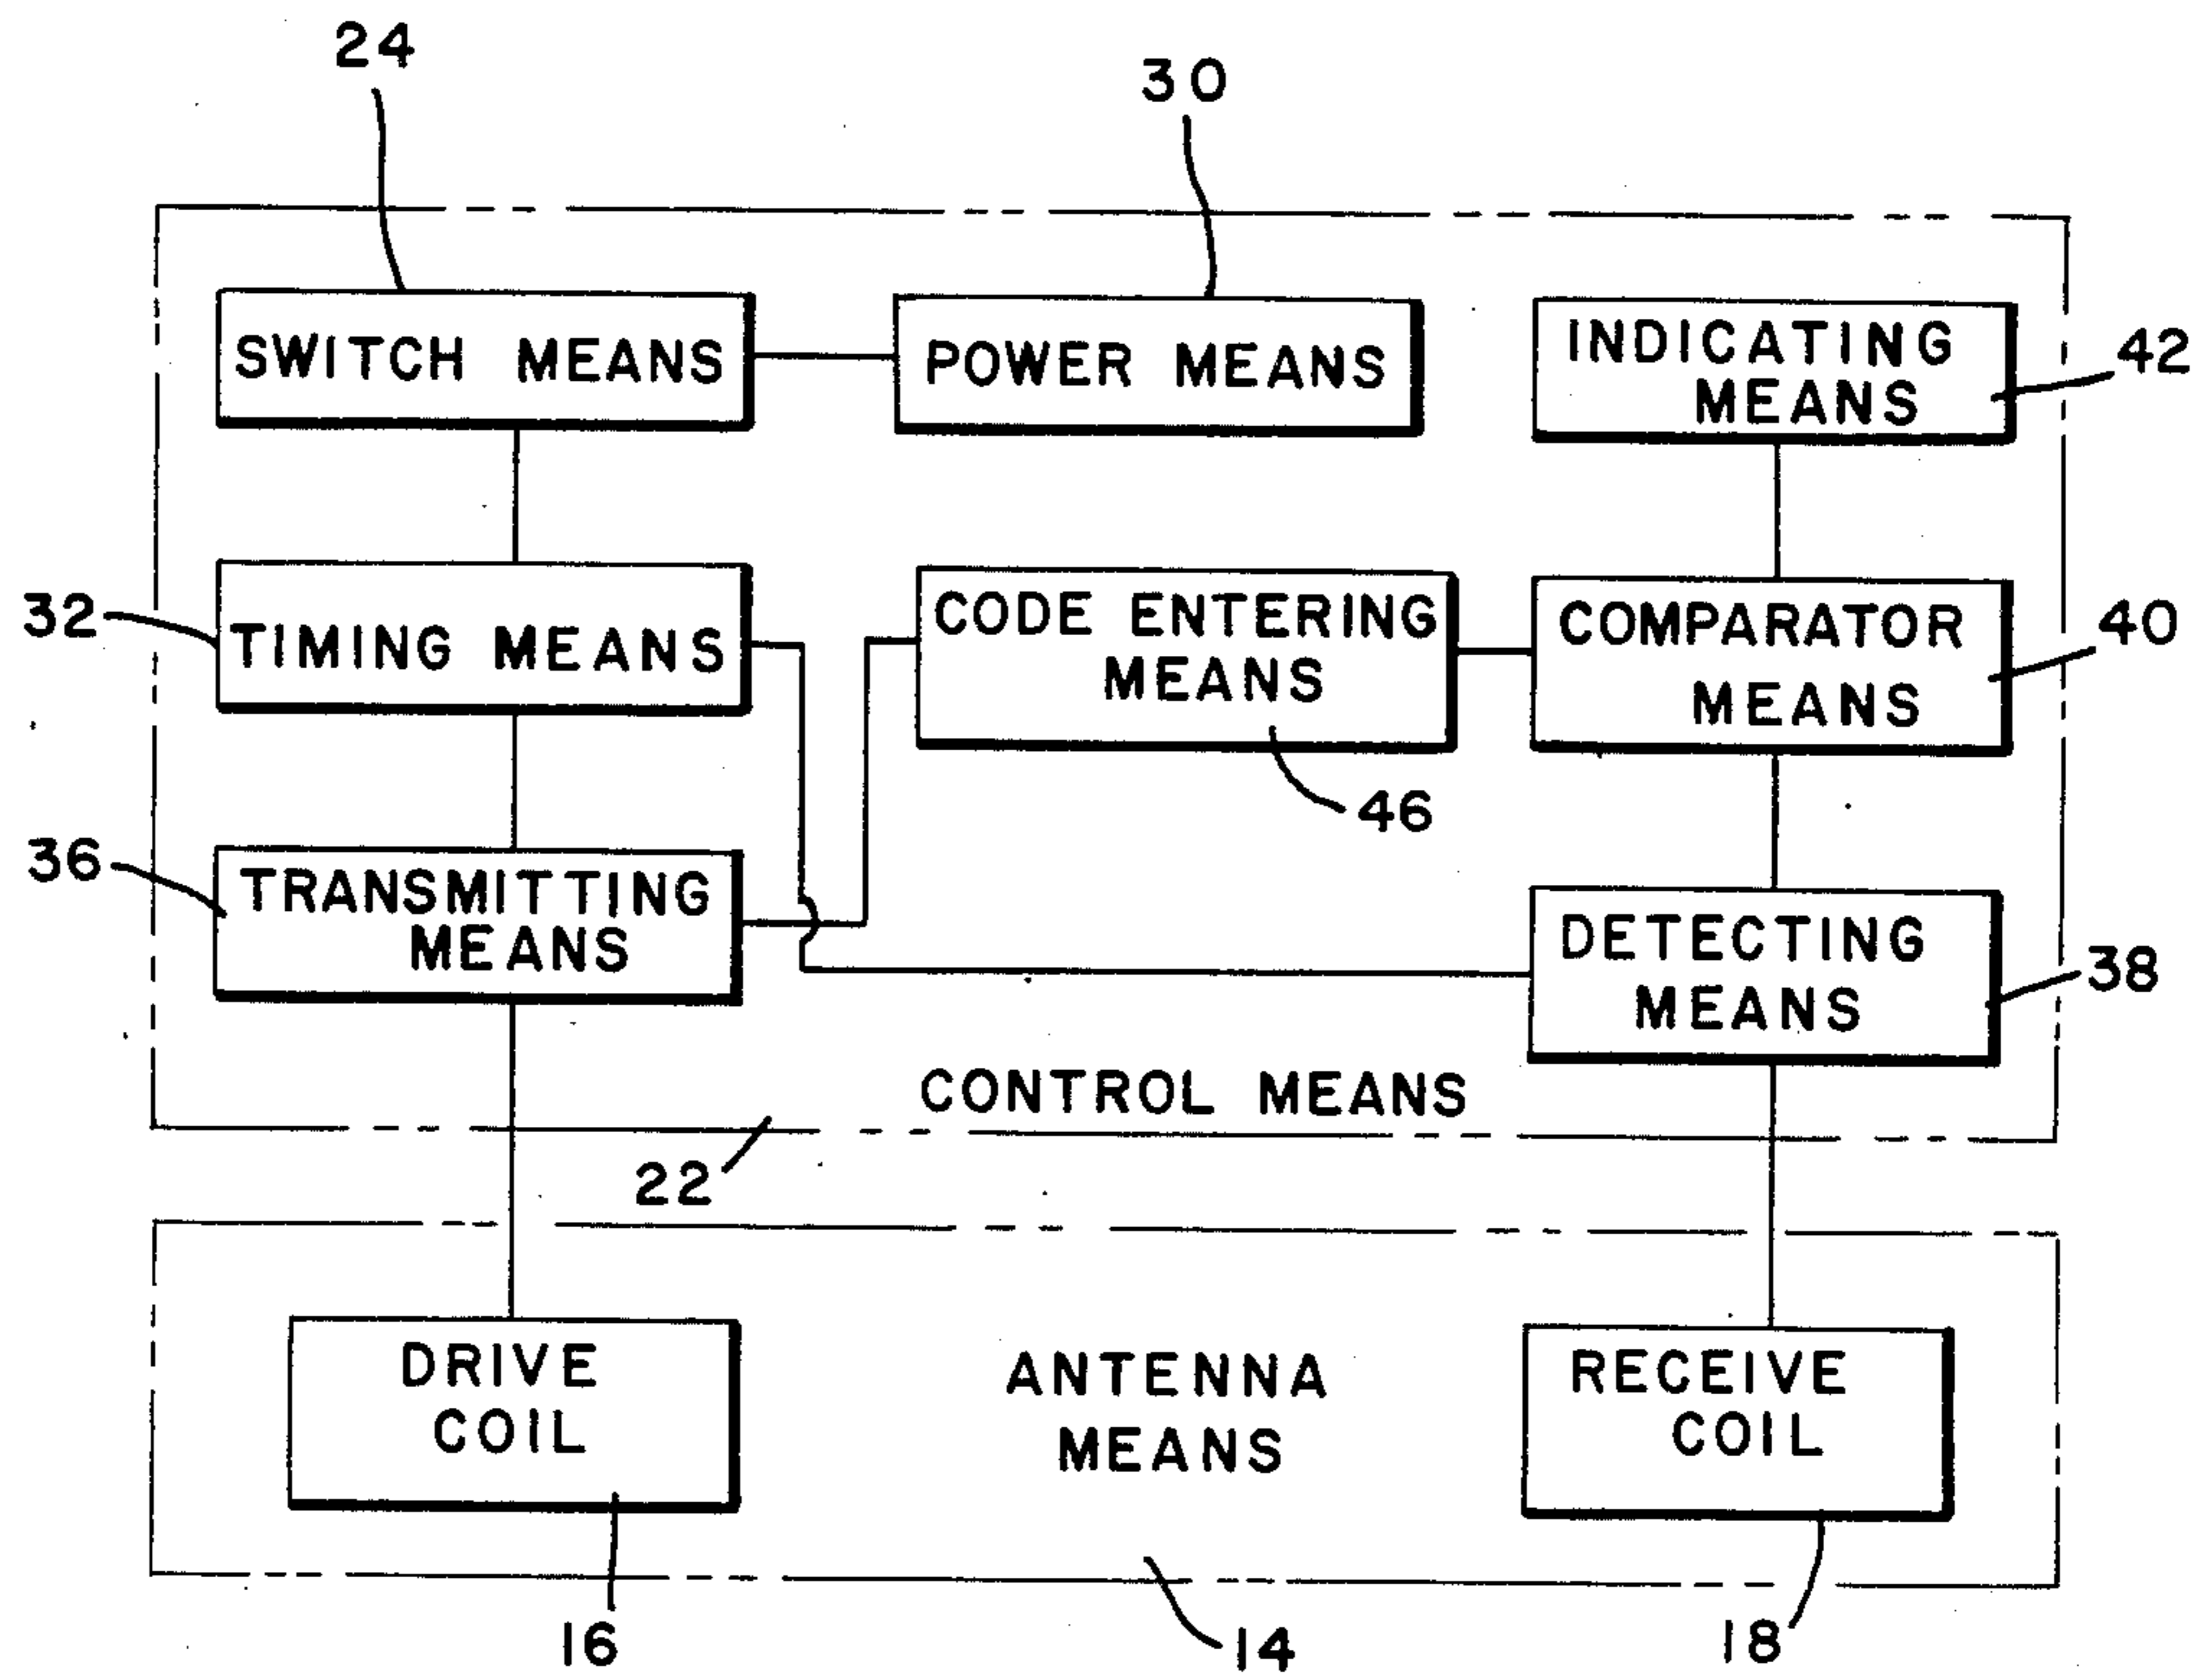 24
30
SWITCH MEANS
POWER MEANS
INDICATING
MEANS
42
32
TIMING MEANS
CODE ENTERING
MEANS
46
COMPARATOR
MEANS
40
36
TRANSMITTING
MEANS
DETECTING
MEANS
38
CONTROL MEANS
22
DRIVE
COIL
ANTENNA
MEANS
RECEIVE
COIL
16
14
18